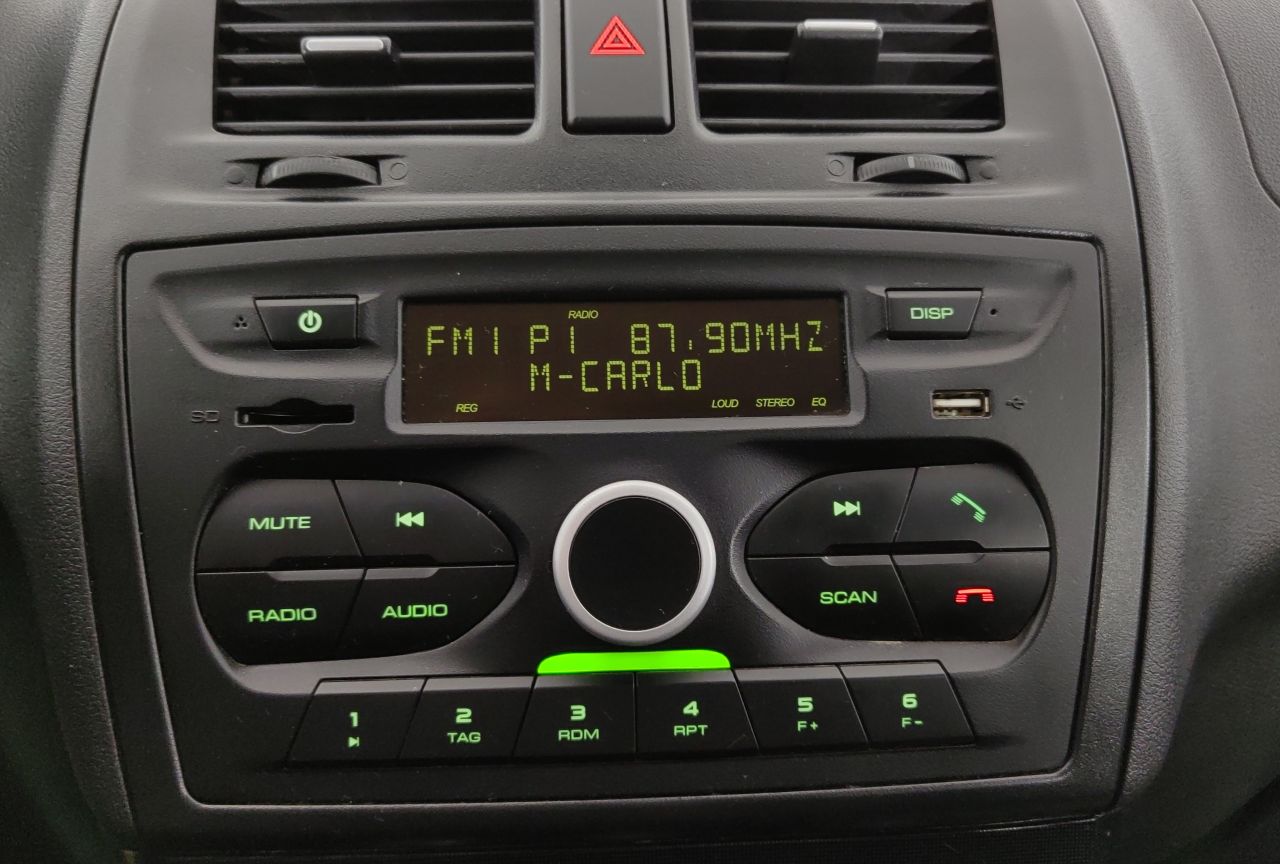 RADIO
FM1 P1 87.90MHZ
M-CARLO
REG LOUD STEREO EQ
DISP
SD
MUTE
RADIO AUDIO
SCAN
1 2 3 4 5 6
TAG RDM RPT F+ F-